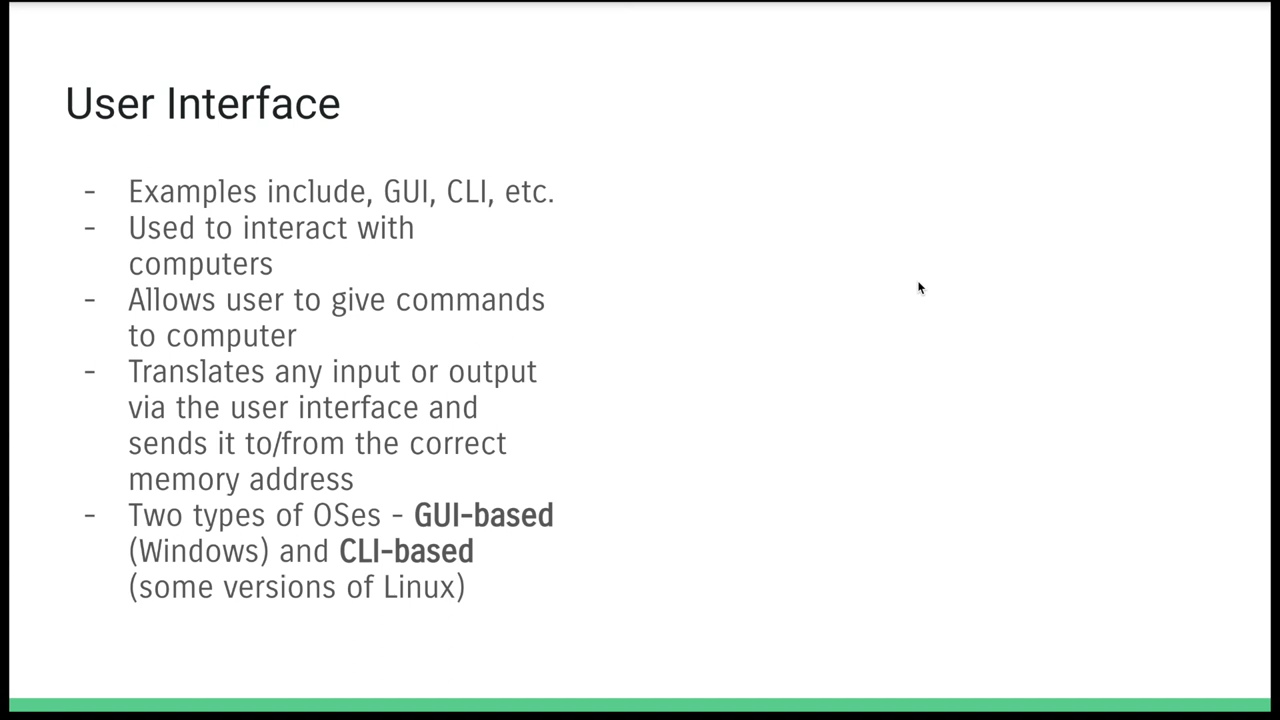 User Interface
- Examples include, GUI, CLI, etc.
- Used to interact with
computers
- Allows user to give commands
to computer
- Translates any input or output
via the user interface and
sends it to/from the correct
memory address
- Two types of OSes - GUI-based
(Windows) and CLI-based
(some versions of Linux)